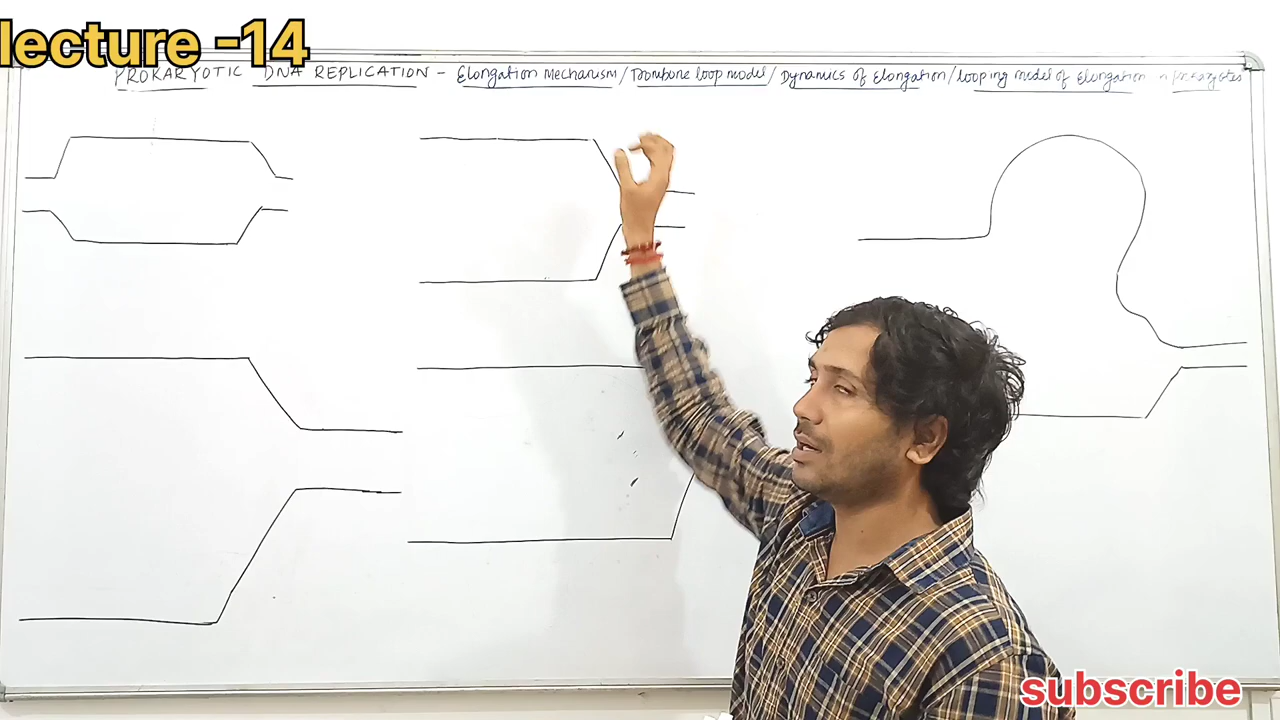 lecture -14
PROKARYOTIC DNA REPLICATION - Elongation Mechanism/Trombone loop model/Dynamics of Elongation/looping model of Elongation in prokaryotes
subscribe